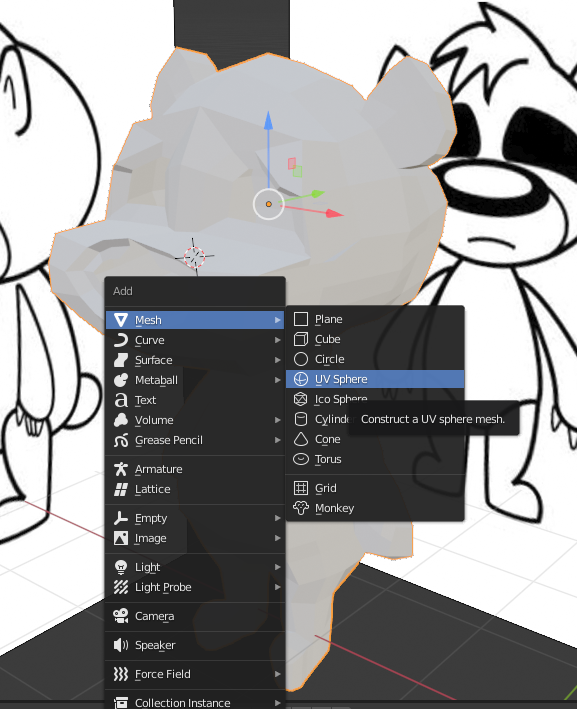 Add
Mesh
Curve
Surface
Metaball
Text
Volume
Grease Pencil
Armature
Lattice
Empty
Image
Light
Light Probe
Camera
Speaker
Force Field
Collection Instance
Plane
Cube
Circle
UV Sphere
Ico Sphere
Construct a UV sphere mesh.
Cone
Torus
Grid
Monkey